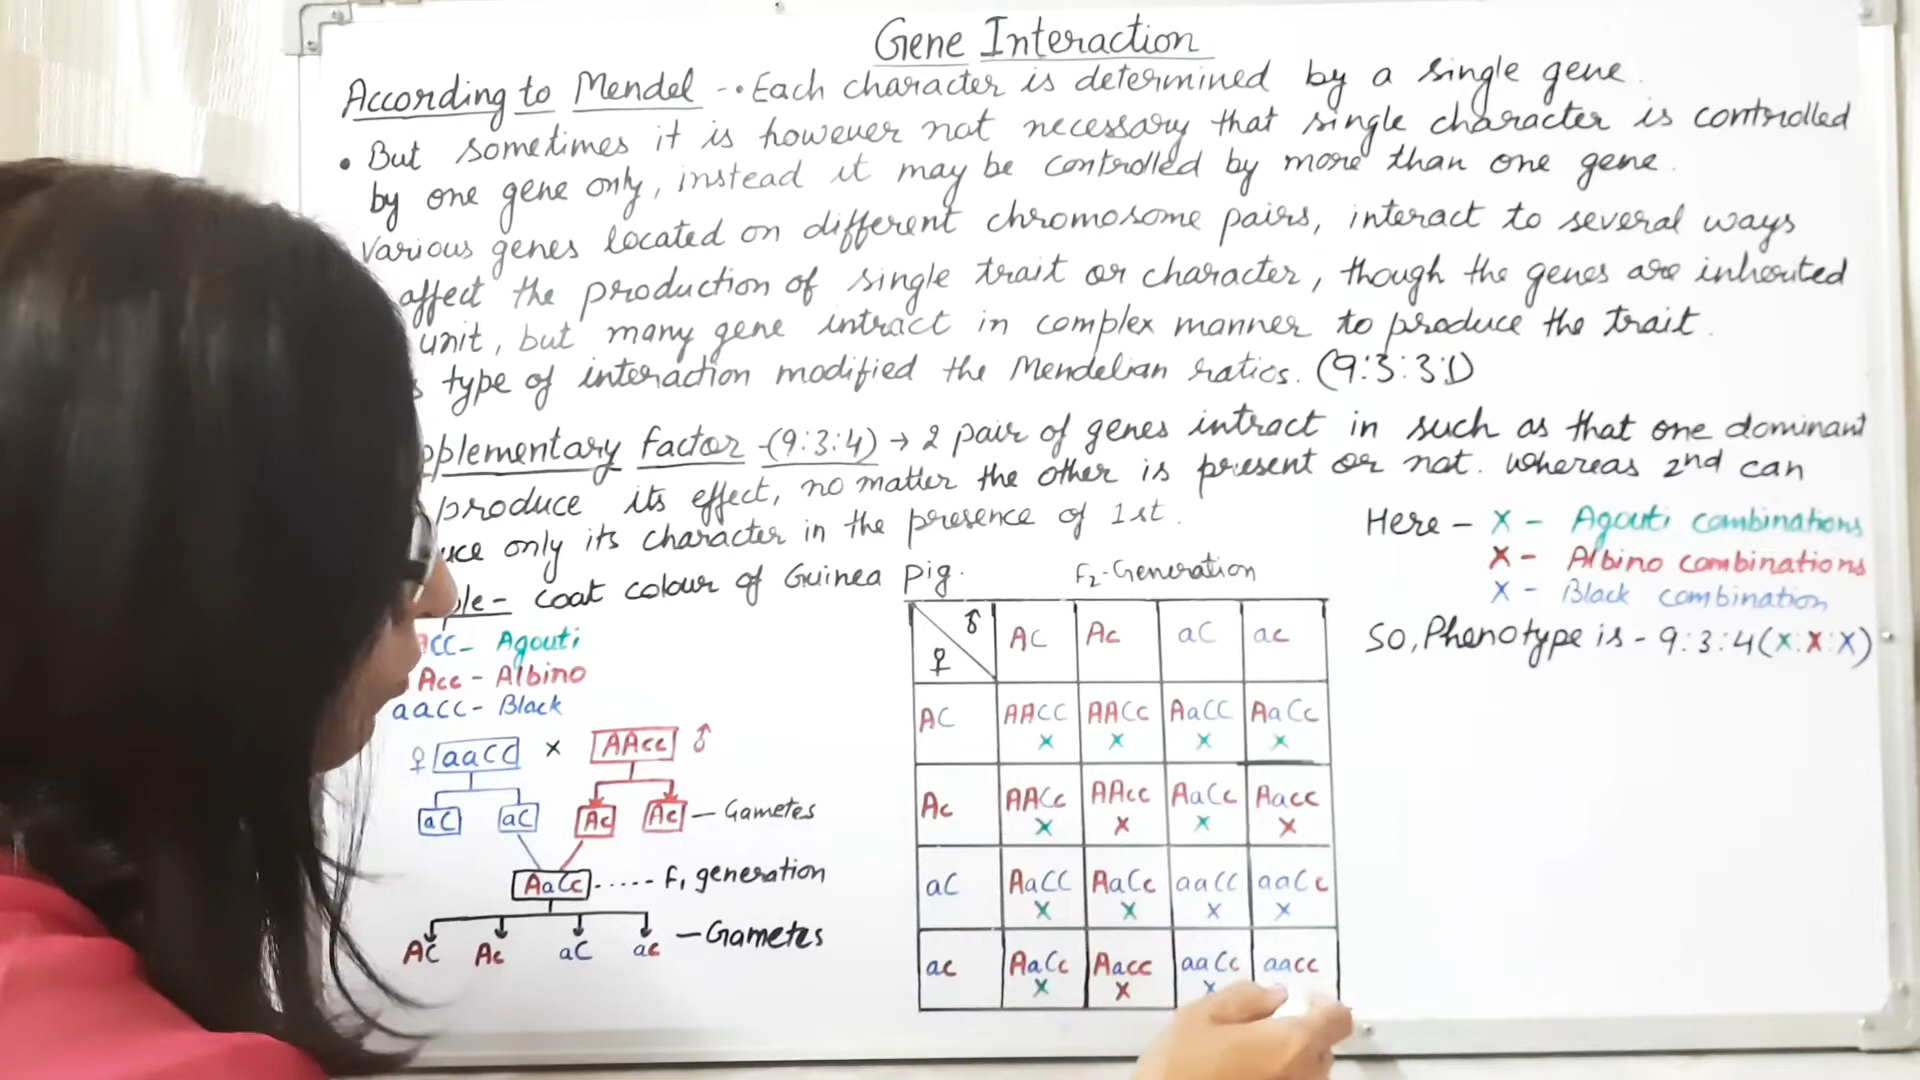 Gene Interaction
According to Mendel -• Each character is determined by a single gene.
• But sometimes it is however not necessary that single character is controlled
by one gene only, instead it may be controlled by more than one gene.
Various genes located on different chromosome pairs, interact to several ways
affect the production of single trait or character, though the genes are inherited
unit, but many gene intract in complex manner to produce the trait.
type of interaction modified the Mendelian ratios. (9:3:3:1)
factor -(9:3:4) → 2 pair of genes intract in such as that one dominant
produce its effect, no matter the other is present or not. Whereas 2nd can
only its character in the presence of 1st.
coat colour of Guinea Pig.
CC- Agouti
Acc - Albino
aacc- Black
♀ aaCC x AAcc ♂
aC aC Ac Ac - Gametes
AaCc ..... F1 generation
AC Ac aC ac - Gametes
F2-Generation
♂ AC Ac aC ac
♀
AC AACC AACc AaCC AaCc
x x x x
Ac AACc AAcc AaCc Aacc
x x x x
aC AaCC AaCc aaCC aaCc
x x x x
ac AaCc Aacc aaCc aacc
x x x
Here - X - Agouti combinations
X - Albino combinations
X - Black combination
So, Phenotype is - 9:3:4 (x:x:x)